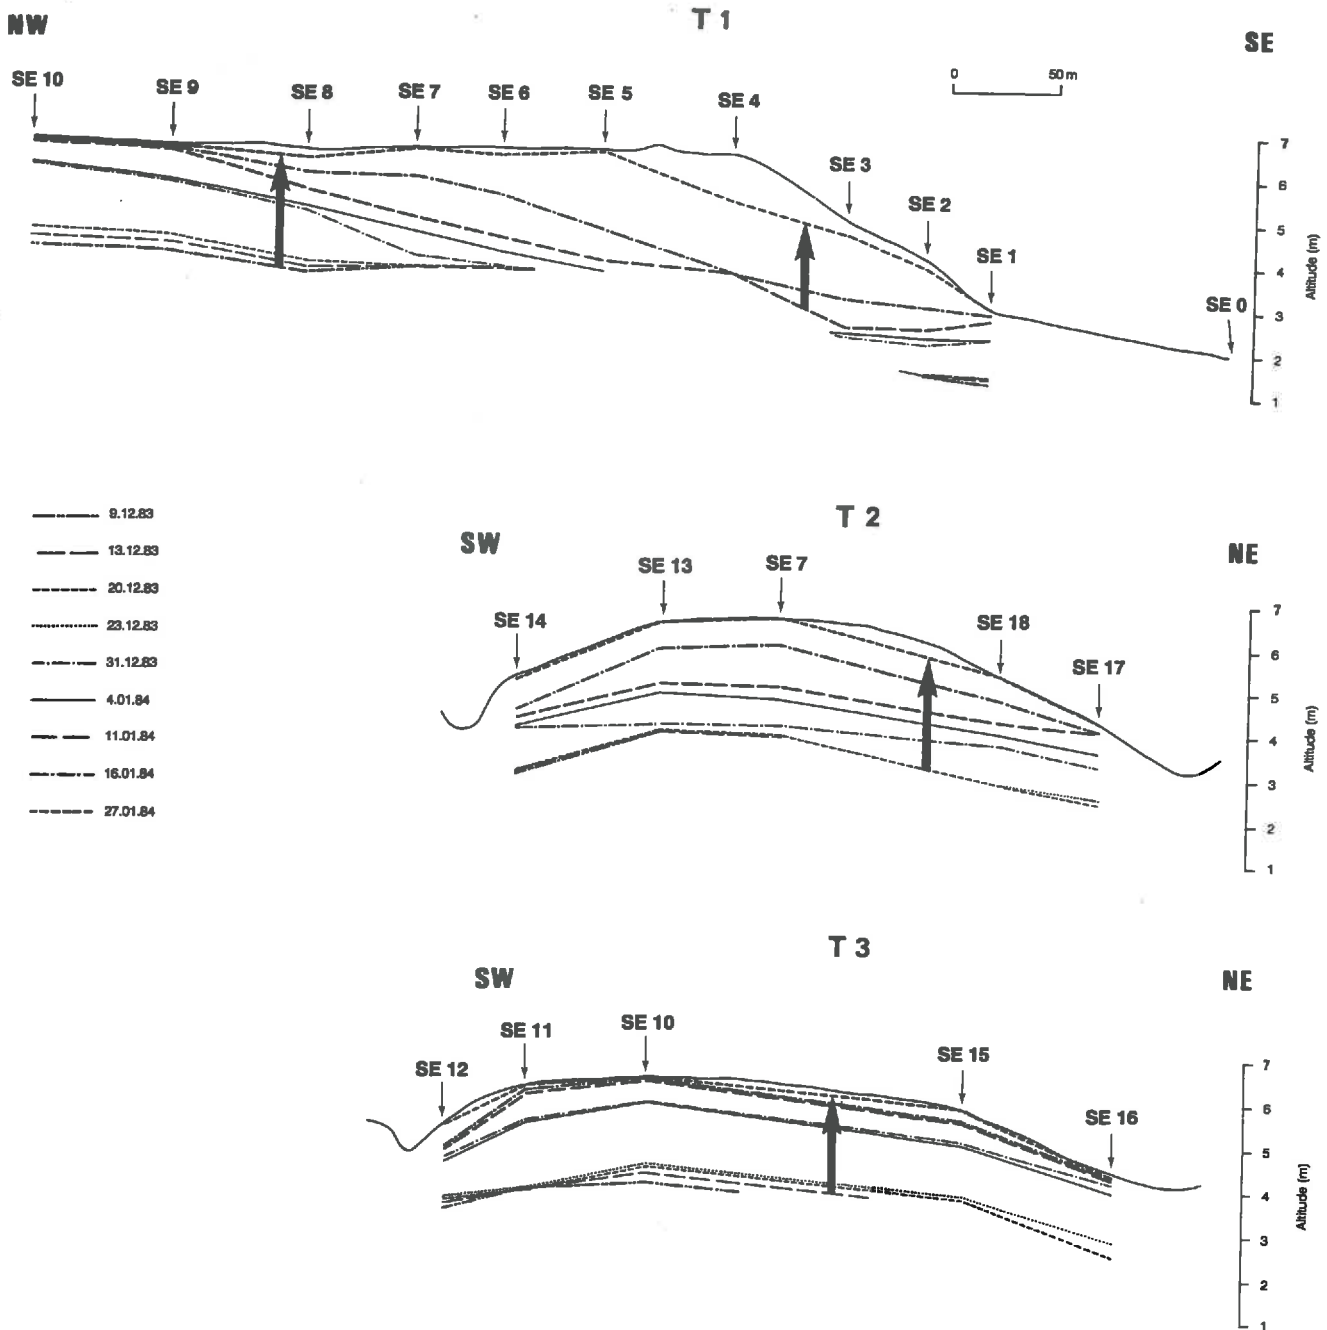 T 1
NW
SE
SE 10
SE 9
SE 8
SE 7
SE 6
SE 5
SE 4
SE 3
SE 2
SE 1
SE 0
0 50 m
7
6
5
4
3
2
1
Altitude (m)
9.12.83
13.12.83
20.12.83
23.12.83
31.12.83
4.01.84
11.01.84
16.01.84
27.01.84
T 2
SW
NE
SE 14
SE 13
SE 7
SE 18
SE 17
7
6
5
4
3
2
1
Altitude (m)
T 3
SW
NE
SE 12
SE 11
SE 10
SE 15
SE 16
7
6
5
4
3
2
1
Altitude (m)